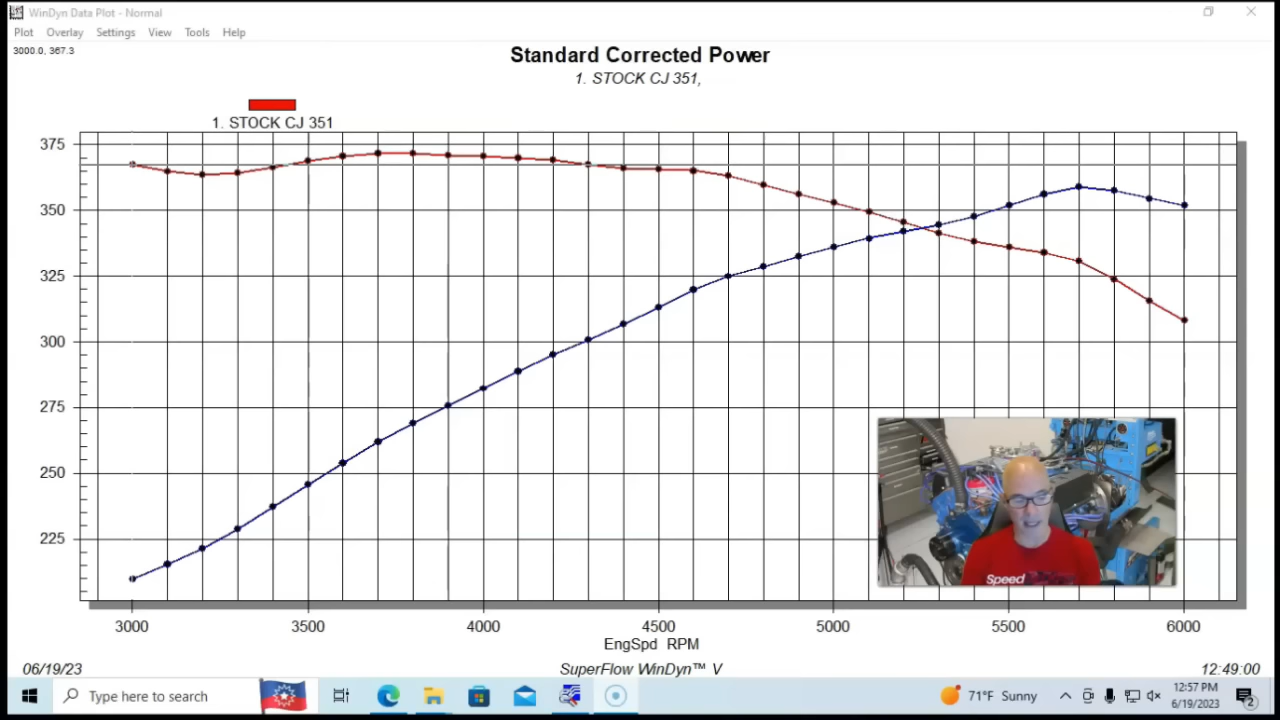 WinDyn Data Plot - Normal
Plot Overlay Settings View Tools Help
3000.0, 367.3
Standard Corrected Power
1. STOCK CJ 351,
1. STOCK CJ 351
375
350
325
300
275
250
225
Speed
3000 3500 4000 4500 5000 5500 6000
EngSpd RPM
06/19/23 SuperFlow WinDyn™ V 12:49:00
Type here to search 71°F Sunny 12:57 PM
6/19/2023
2